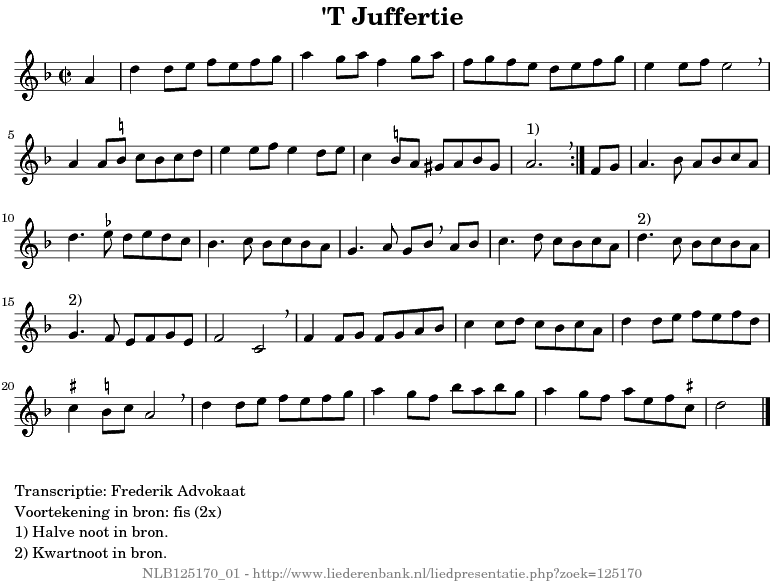 'T Juffertie
5
1)
10
2)
15
2)
20
Transcriptie: Frederik Advokaat
Voortekening in bron: fis (2x)
1) Halve noot in bron.
2) Kwartnoot in bron.
NLB125170_01 - http://www.liederenbank.nl/liedpresentatie.php?zoek=125170